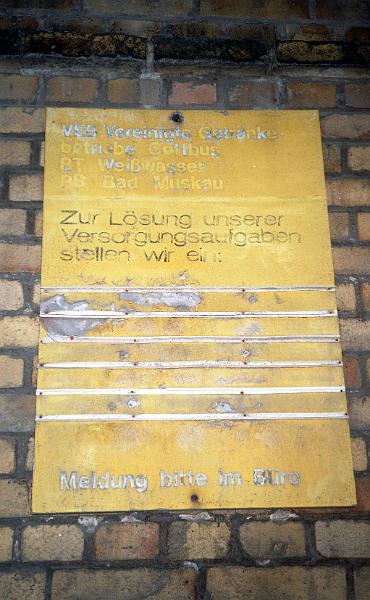 VEB Vereinigte Getränke-
betriebe Cottbus
BT Weißwasser
PS Bad Muskau
Zur Lösung unserer
Versorgungsaufgaben
stellen wir ein:
Meldung bitte im Büro